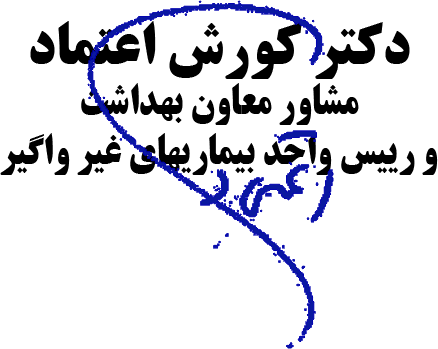 دکتر کورش اعتماد
مشاور معاون بهداشت
و رییس واحد بیماریهای غیر واگیر